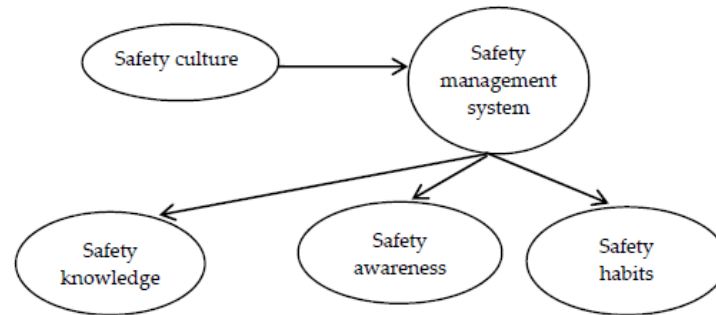 Safety culture
Safety
management
system
Safety
knowledge
Safety
awareness
Safety
habits